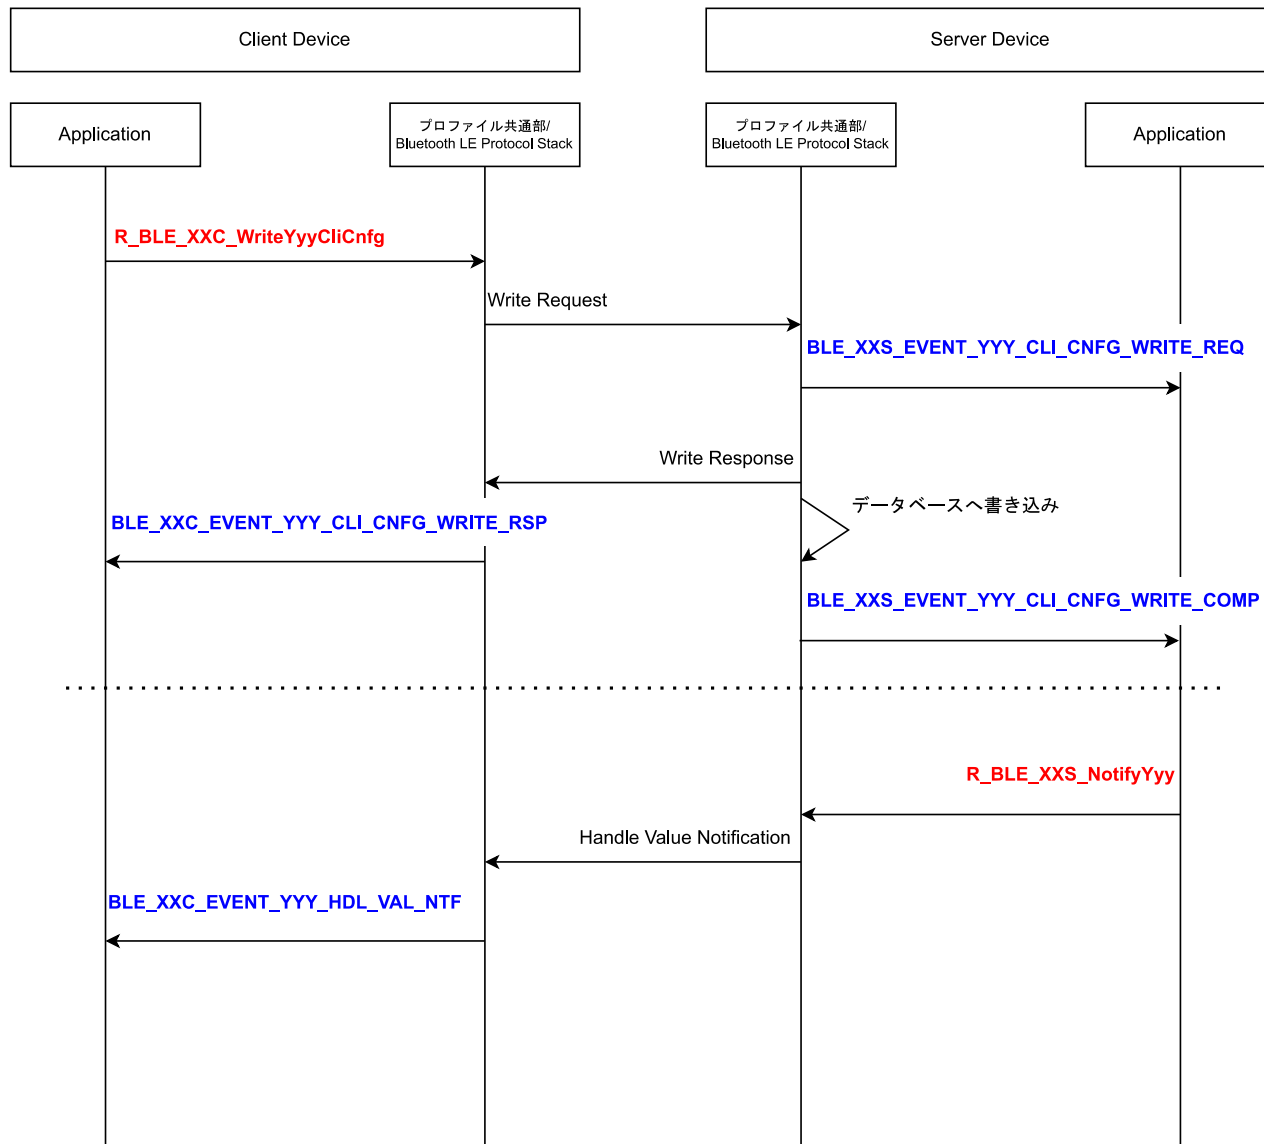 Client Device
Server Device
Application
プロファイル共通部/
Bluetooth LE Protocol Stack
プロファイル共通部/
Bluetooth LE Protocol Stack
Application
R_BLE_XXC_WriteYyyCliCnfg
Write Request
BLE_XXS_EVENT_YYY_CLI_CNFG_WRITE_REQ
Write Response
データベースへ書き込み
BLE_XXC_EVENT_YYY_CLI_CNFG_WRITE_RSP
BLE_XXS_EVENT_YYY_CLI_CNFG_WRITE_COMP
R_BLE_XXS_NotifyYyy
Handle Value Notification
BLE_XXC_EVENT_YYY_HDL_VAL_NTF